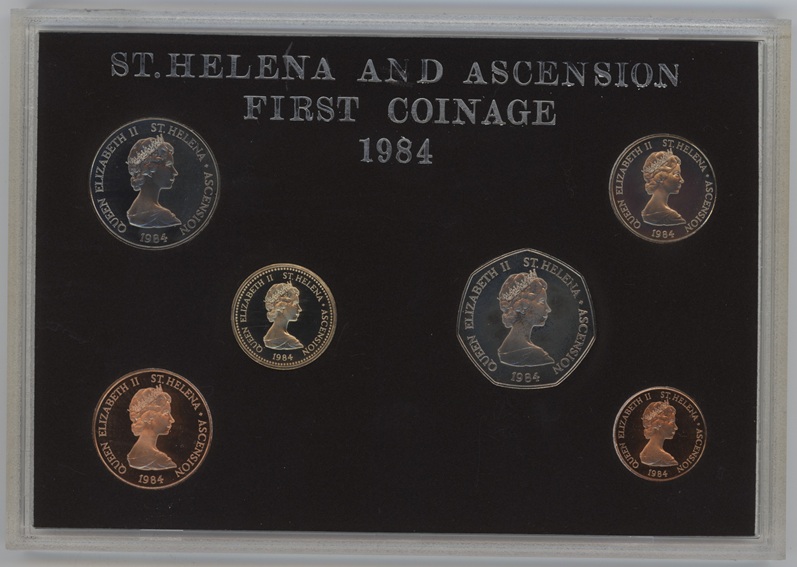 ST. HELENA AND ASCENSION
FIRST COINAGE
1984
QUEEN ELIZABETH II ST. HELENA • ASCENSION
1984
QUEEN ELIZABETH II ST. HELENA • ASCENSION
1984
QUEEN ELIZABETH II ST. HELENA • ASCENSION
1984
QUEEN ELIZABETH II ST. HELENA • ASCENSION
1984
QUEEN ELIZABETH II ST. HELENA • ASCENSION
1984
QUEEN ELIZABETH II ST. HELENA • ASCENSION
1984